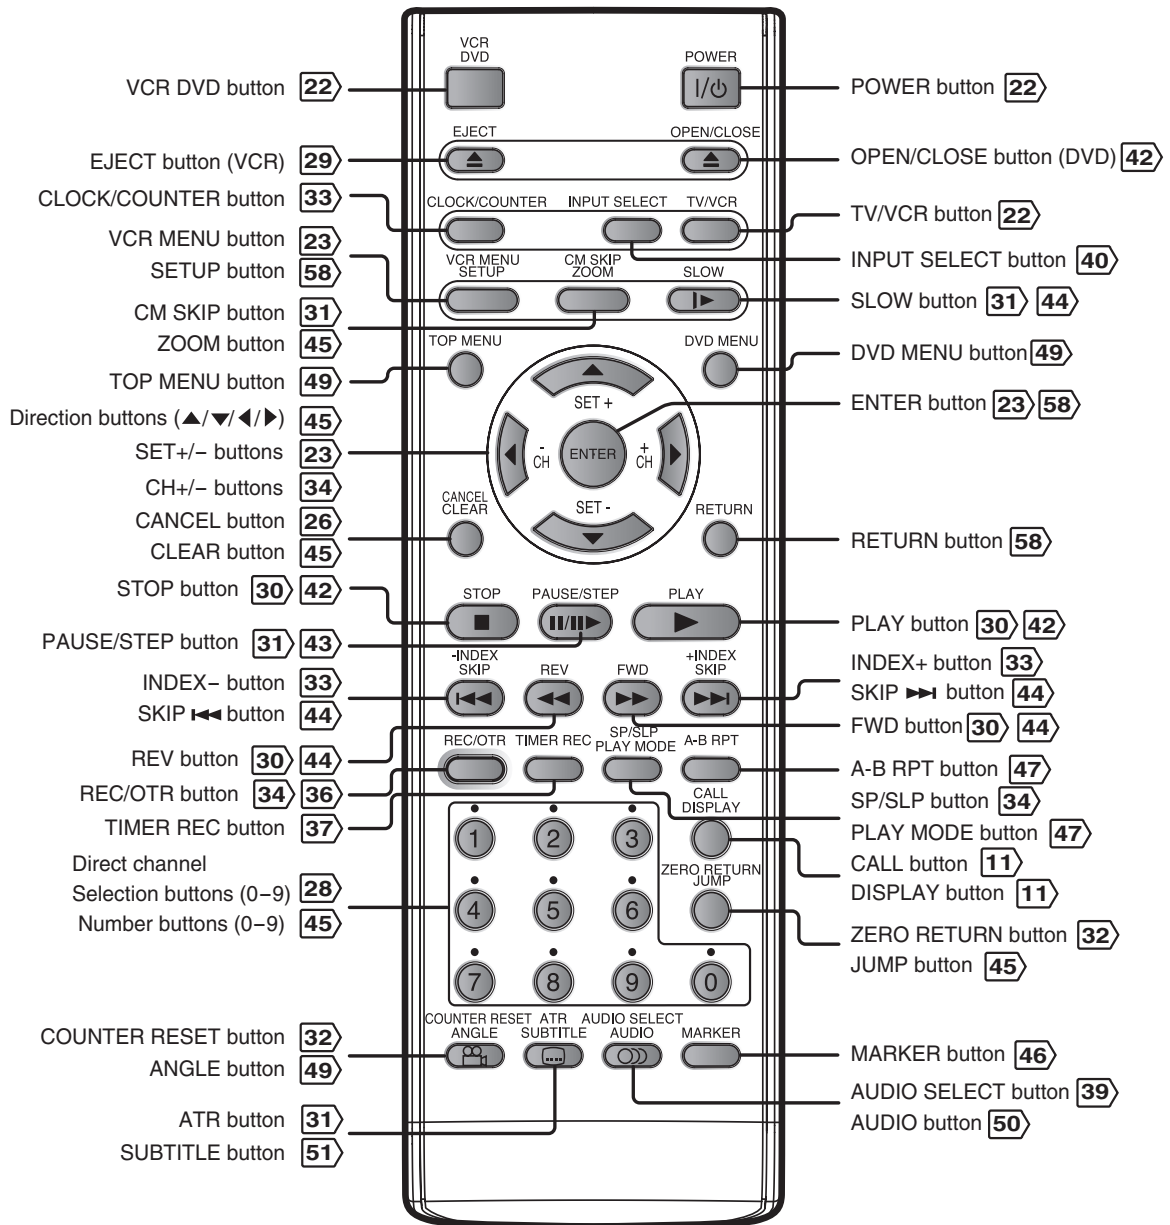 VCR DVD button 22
EJECT button (VCR) 29
CLOCK/COUNTER button 33
VCR MENU button 23
SETUP button 58
CM SKIP button 31
ZOOM button 45
TOP MENU button 49
Direction buttons (▲/▼/◀/▶) 45
SET+/− buttons 23
CH+/− buttons 34
CANCEL button 26
CLEAR button 45
STOP button 30 42
PAUSE/STEP button 31 43
INDEX− button 33
SKIP ⏮ button 44
REV button 30 44
REC/OTR button 34 36
TIMER REC button 37
Direct channel
Selection buttons (0−9) 28
Number buttons (0−9) 45
COUNTER RESET button 32
ANGLE button 49
ATR button 31
SUBTITLE button 51
VCR
DVD
POWER
I/⏻
EJECT
OPEN/CLOSE
CLOCK/COUNTER
INPUT SELECT
TV/VCR
VCR MENU
SETUP
CM SKIP
ZOOM
SLOW
TOP MENU
DVD MENU
SET +
-
CH
ENTER
+
CH
SET -
CANCEL
CLEAR
RETURN
STOP
PAUSE/STEP
PLAY
-INDEX
SKIP
REV
FWD
+INDEX
SKIP
REC/OTR
TIMER REC
SP/SLP
PLAY MODE
A-B RPT
CALL
DISPLAY
1
2
3
ZERO RETURN
JUMP
4
5
6
7
8
9
0
COUNTER RESET
ANGLE
ATR
SUBTITLE
AUDIO SELECT
AUDIO
MARKER
POWER button 22
OPEN/CLOSE button (DVD) 42
TV/VCR button 22
INPUT SELECT button 40
SLOW button 31 44
DVD MENU button 49
ENTER button 23 58
RETURN button 58
PLAY button 30 42
INDEX+ button 33
SKIP ⏭ button 44
FWD button 30 44
A-B RPT button 47
SP/SLP button 34
PLAY MODE button 47
CALL button 11
DISPLAY button 11
ZERO RETURN button 32
JUMP button 45
MARKER button 46
AUDIO SELECT button 39
AUDIO button 50